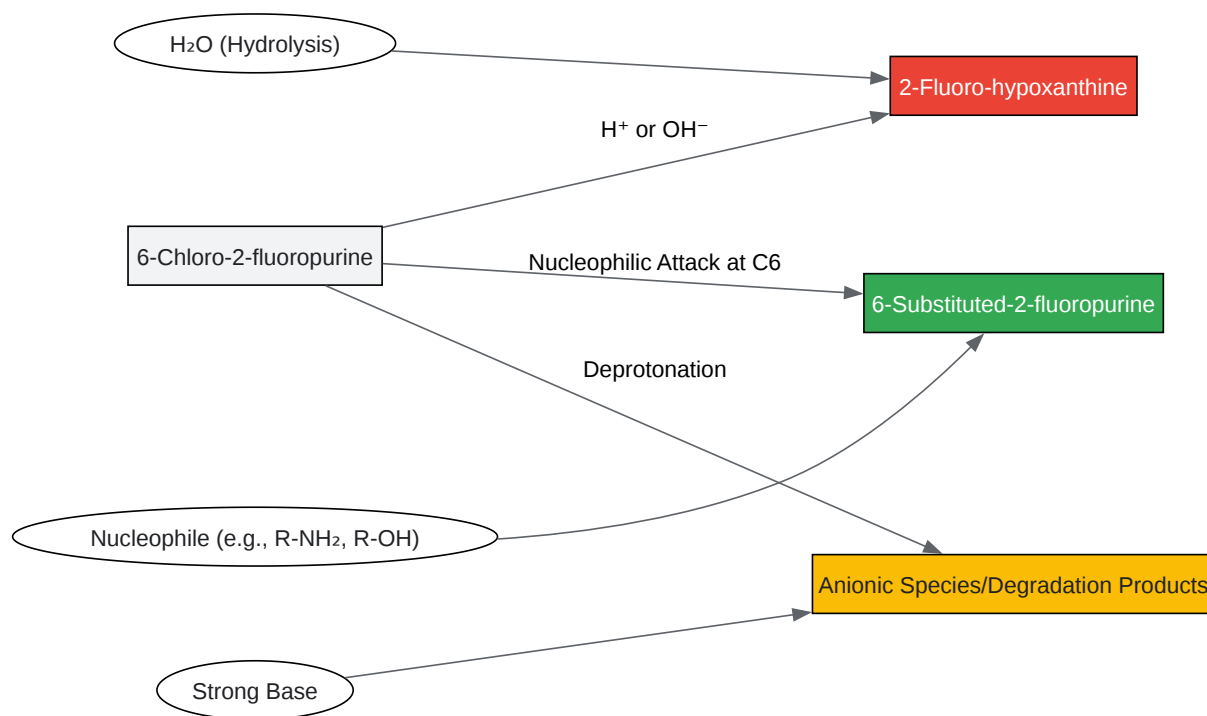 H₂O (Hydrolysis)
2-Fluoro-hypoxanthine
H⁺ or OH⁻
6-Chloro-2-fluoropurine
Nucleophilic Attack at C6
6-Substituted-2-fluoropurine
Deprotonation
Nucleophile (e.g., R-NH₂, R-OH)
Anionic Species/Degradation Products
Strong Base